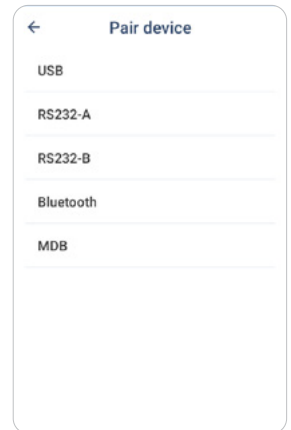 Pair device
USB
RS232-A
RS232-B
Bluetooth
MDB